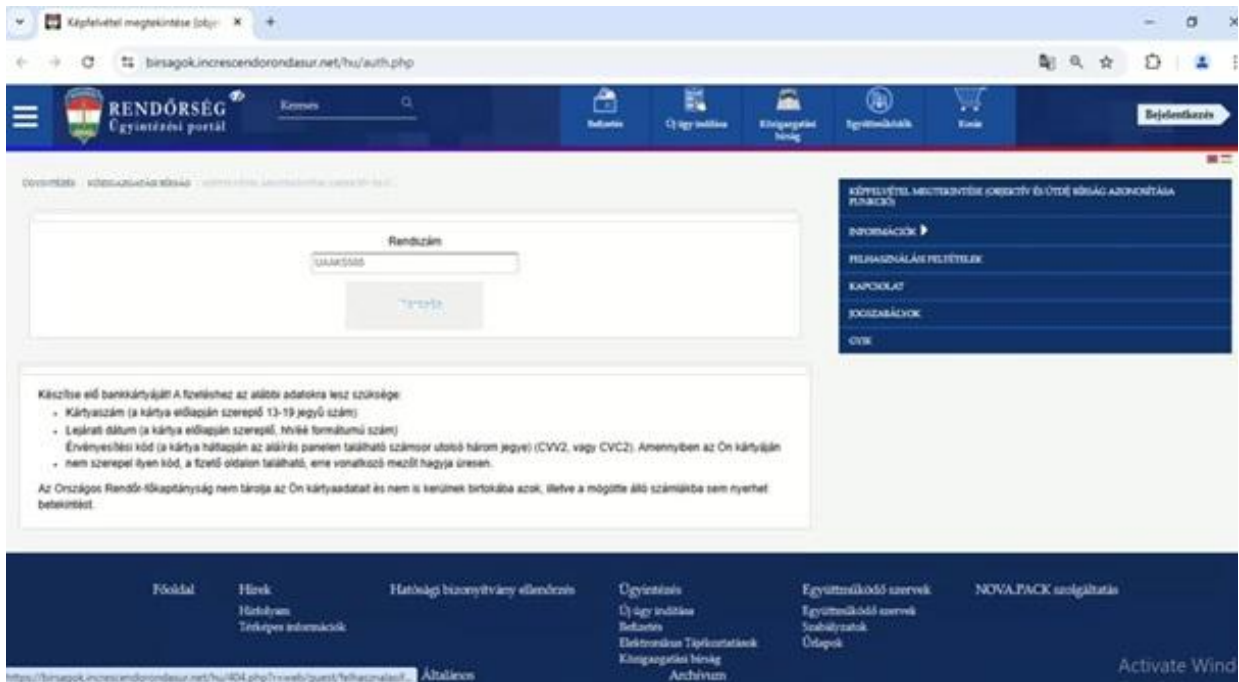 Képfelvétel megtekintése (obje
birsagok.increscendorondasur.net/hu/auth.php
RENDŐRSÉG
Ügyintézési portál
Keresés
Befizetés
Új ügy indítása
Közigazgatási bírság
Együttműködők
Kosár
Bejelentkezés
ÜGYINTÉZÉS
KÖZIGAZGATÁSI BÍRSÁG
Rendszám
KÉPFELVÉTEL MEGTEKINTÉSE (OBJEKTÍV ÉS ÚTDÍJ BÍRSÁG AZONOSÍTÁSA
FUNKCIÓ)
INFORMÁCIÓK
FELHASZNÁLÁSI FELTÉTELEK
KAPCSOLAT
JOGSZABÁLYOK
GYIK
Készítse elő bankkártyáját! A fizetéshez az alábbi adatokra lesz szüksége:
Kártyaszám (a kártya előlapján szereplő 13-19 jegyű szám)
Lejárati dátum (a kártya előlapján szereplő, hh/éé formátumú szám)
Érvényesítési kód (a kártya hátlapján az aláírás panelen található számsor utolsó három jegye) (CVV2, vagy CVC2). Amennyiben az Ön kártyáján
nem szerepel ilyen kód, a fizető oldalon található, erre vonatkozó mezőt hagyja üresen.
Az Országos Rendőr-főkapitányság nem tárolja az Ön kártyaadatait és nem is kerülnek birtokába azok, illetve a mögötte álló számlákba sem nyerhet
betekintést.
Főoldal
Hírek
Hírfolyam
Térképes információk
Hatósági bizonyítvány ellenőrzés
Ügyintézés
Új ügy indítása
Befizetés
Elektronikus Tájékoztatások
Közigazgatási bírság
Archívum
Együttműködő szervek
Együttműködő szervek
Szabályzatok
Űrlapok
NOVA.PACK szolgáltatás
Általános
Activate Wind